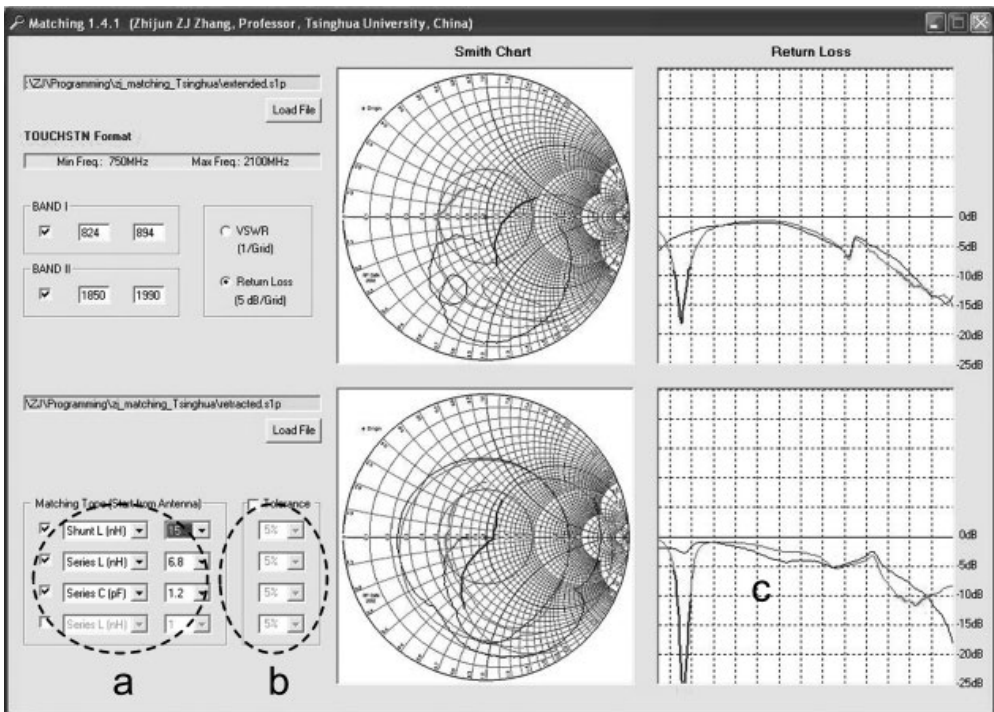 Matching 1.4.1 (Zhijun ZJ Zhang, Professor, Tsinghua University, China)
:\ZJ\Programming\zj_matching_Tsinghua\extended.s1p
Load File
TOUCHSTN Format
Min Freq.: 750MHz Max Freq.: 2100MHz
BAND I
824 894
BAND II
1850 1990
VSWR
(1/Grid)
Return Loss
(5 dB/Grid)
Smith Chart
Return Loss
0dB
-5dB
-10dB
-15dB
-20dB
-25dB
\ZJ\Programming\zj_matching_Tsinghua\retracted.s1p
Load File
Matching Topo (Start from Antenna)
Tolerance
Shunt L (nH) 15 5%
Series L (nH) 6.8 5%
Series C (pF) 1.2 5%
Series L (nH) 1 5%
a b
0dB
-5dB
c
-10dB
-15dB
-20dB
-25dB